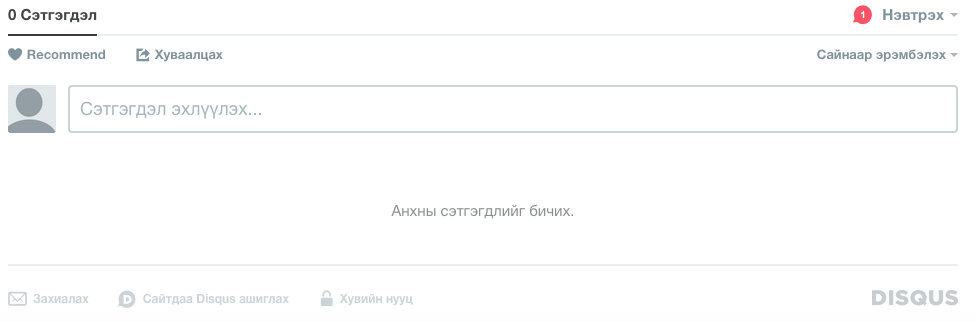 0 Сэтгэгдэл 1 Нэвтрэх
Recommend Хуваалцах Сайнаар эрэмбэлэх
Сэтгэгдэл эхлүүлэх...
Анхны сэтгэгдлийг бичих.
Захиалах Сайтдаа Disqus ашиглах Хувийн нууц DISQUS